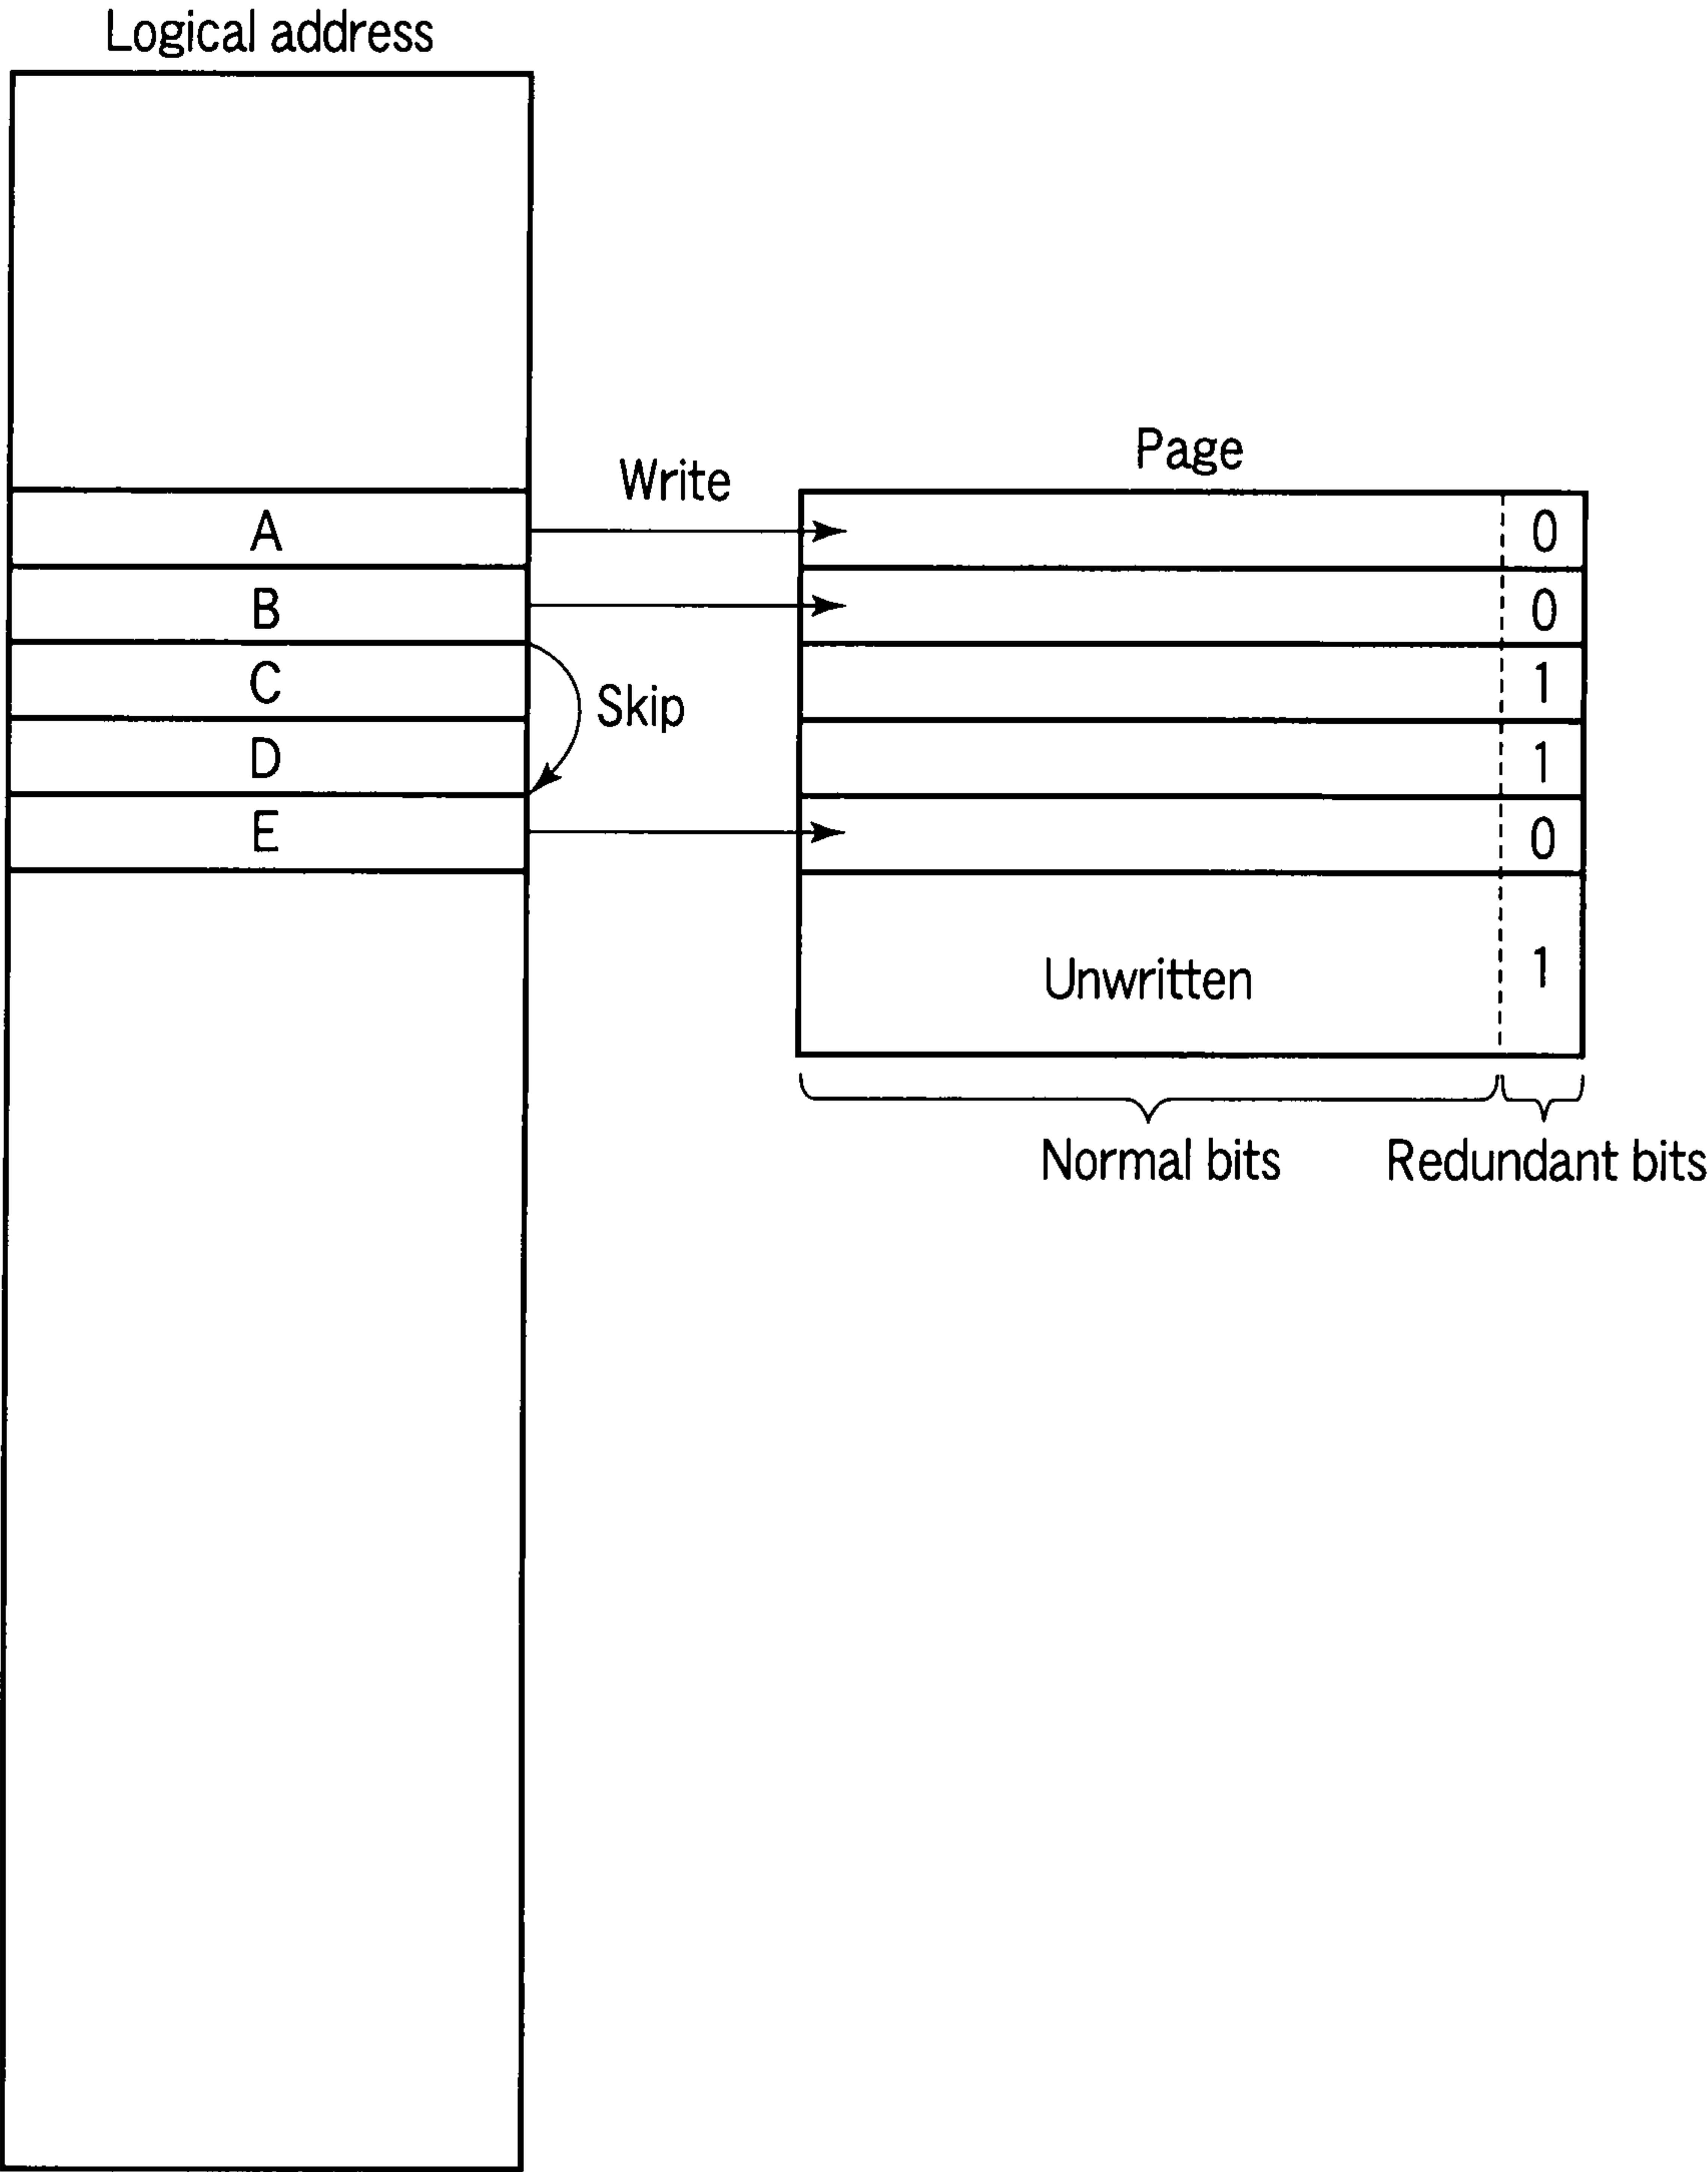 Logical address
Page
Write
A
0
B
0
C
1
Skip
D
1
E
0
Unwritten
1
Normal bits
Redundant bits